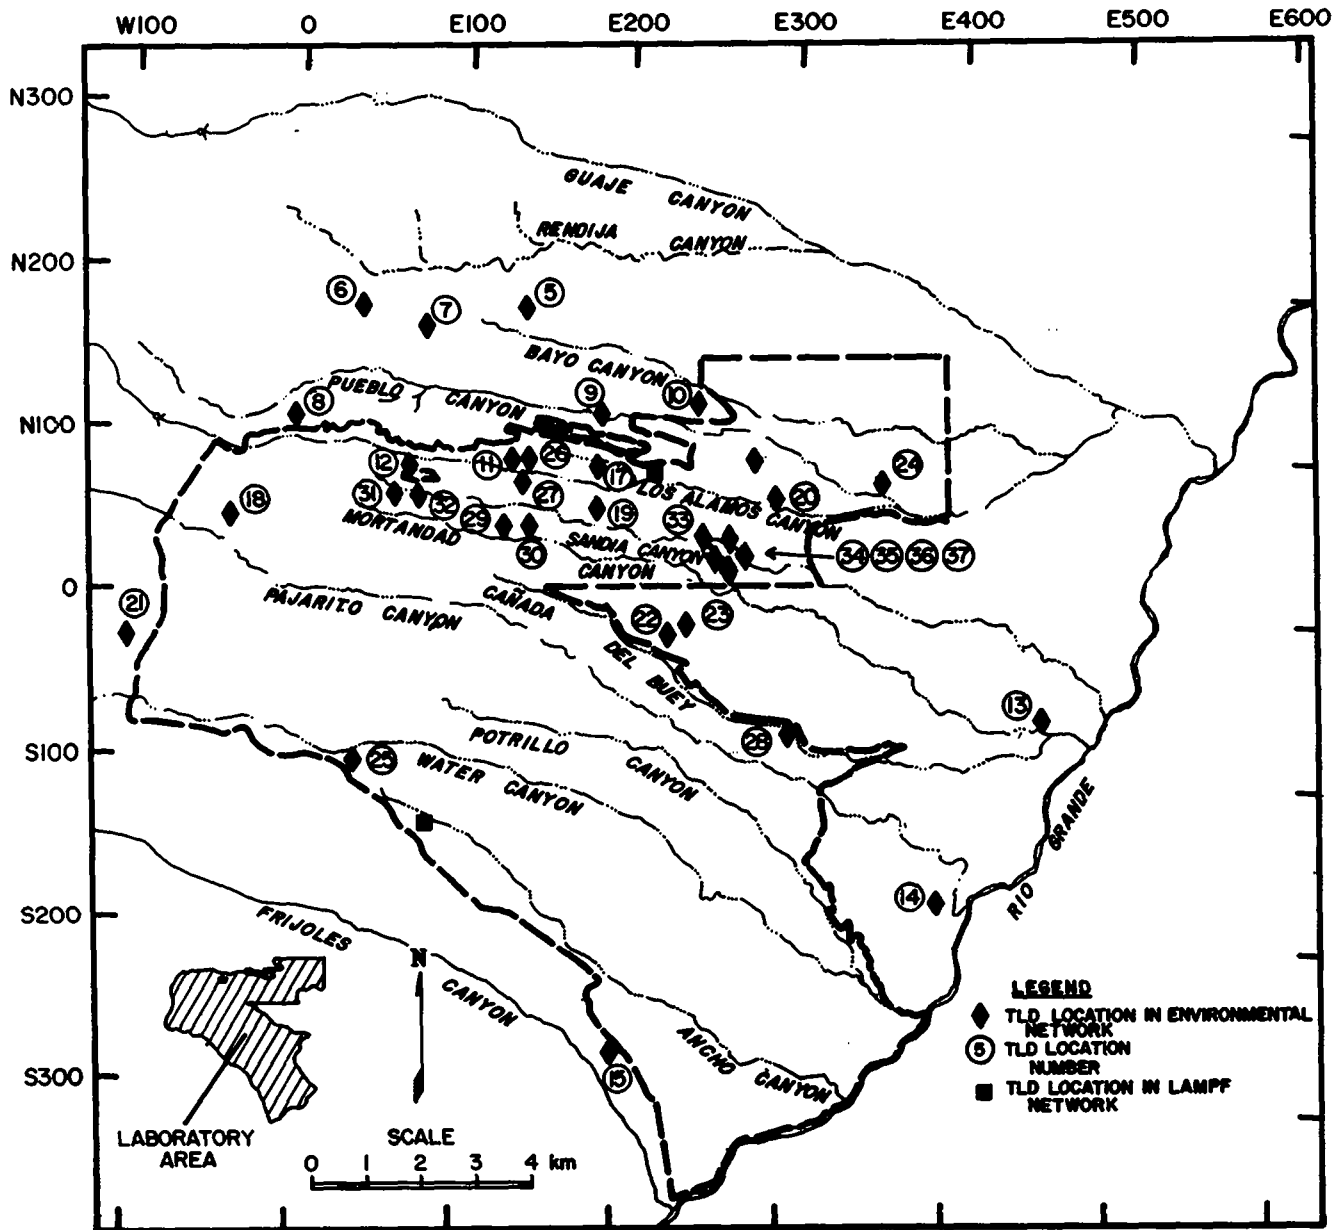 W100 0 E100 E200 E300 E400 E500 E600
N300
GUAJE CANYON
RENDIJA CANYON
N200
6
7
5
BAYO CANYON
PUEBLO CANYON
8
9
10
N100
12
11
26
17
24
31
32
27
LOS ALAMOS CANYON
20
18
29
19
33
MORTANDAD
30
SANDIA CANYON
34 35 36 37
CANYON
0
21
PAJARITO CANYON
CAÑADA
22
23
DEL BUEY
13
28
S100
25
POTRILLO CANYON
WATER CANYON
RIO GRANDE
14
S200
FRIJOLES CANYON
N
LEGEND
TLD LOCATION IN ENVIRONMENTAL
NETWORK
5 TLD LOCATION
NUMBER
TLD LOCATION IN LAMPF
NETWORK
ANCHO CANYON
15
S300
LABORATORY
AREA
SCALE
0 1 2 3 4 km